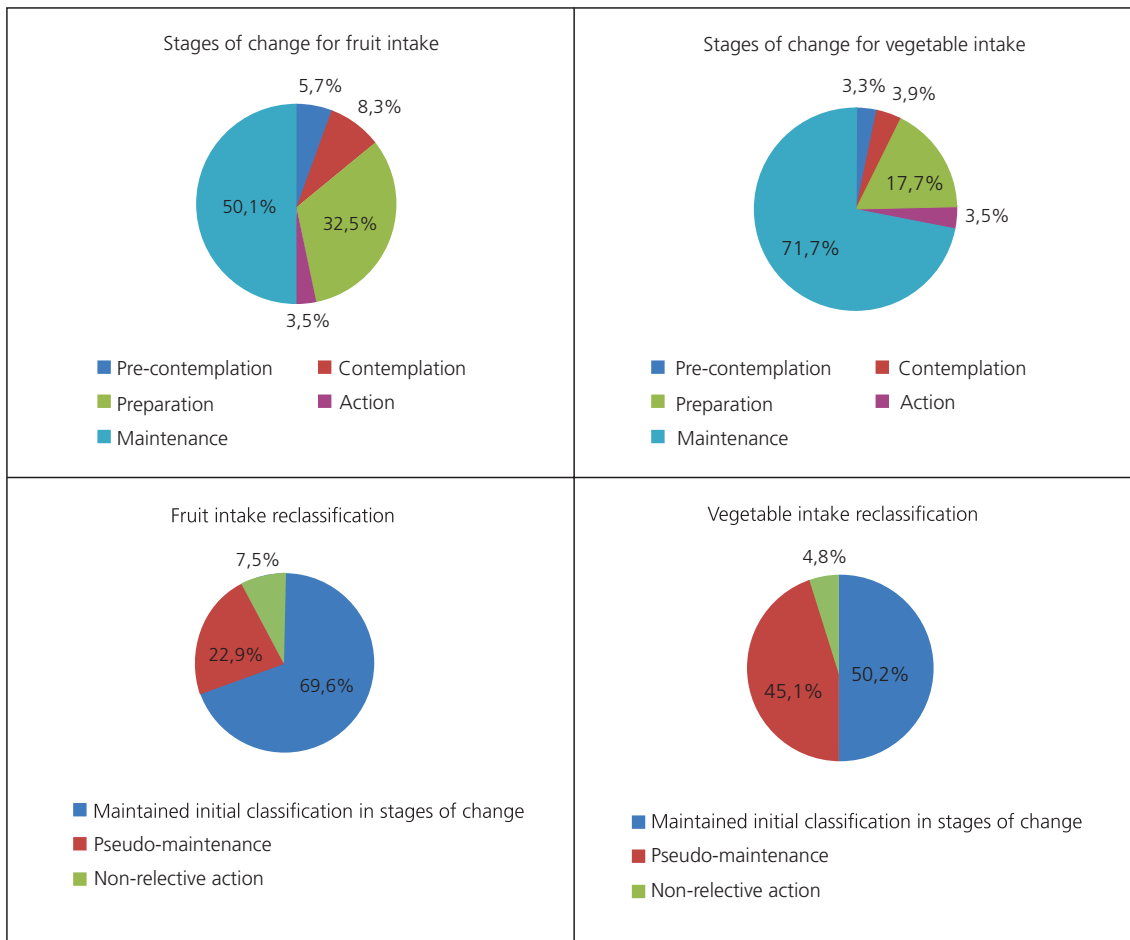 Stages of change for fruit intake
5,7%
8,3%
50,1%
32,5%
3,5%
Pre-contemplation
Contemplation
Preparation
Action
Maintenance
Stages of change for vegetable intake
3,3%
3,9%
17,7%
3,5%
71,7%
Pre-contemplation
Contemplation
Preparation
Action
Maintenance
Fruit intake reclassification
7,5%
22,9%
69,6%
Maintained initial classification in stages of change
Pseudo-maintenance
Non-relective action
Vegetable intake reclassification
4,8%
50,2%
45,1%
Maintained initial classification in stages of change
Pseudo-maintenance
Non-relective action